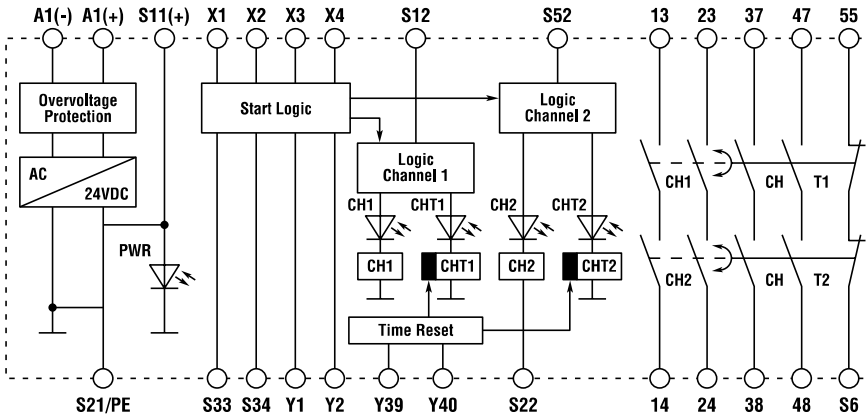 A1(-) A1(+) S11(+) X1 X2 X3 X4 S12 S52 13 23 37 47 55
Overvoltage
Protection
Start Logic
Logic
Channel 2
AC
24VDC
Logic
Channel 1
CH1 CH T1
CH1 CHT1 CH2 CHT2
PWR
CH1 CHT1 CH2 CHT2
CH2 CH T2
Time Reset
S21/PE S33 S34 Y1 Y2 Y39 Y40 S22 14 24 38 48 S6